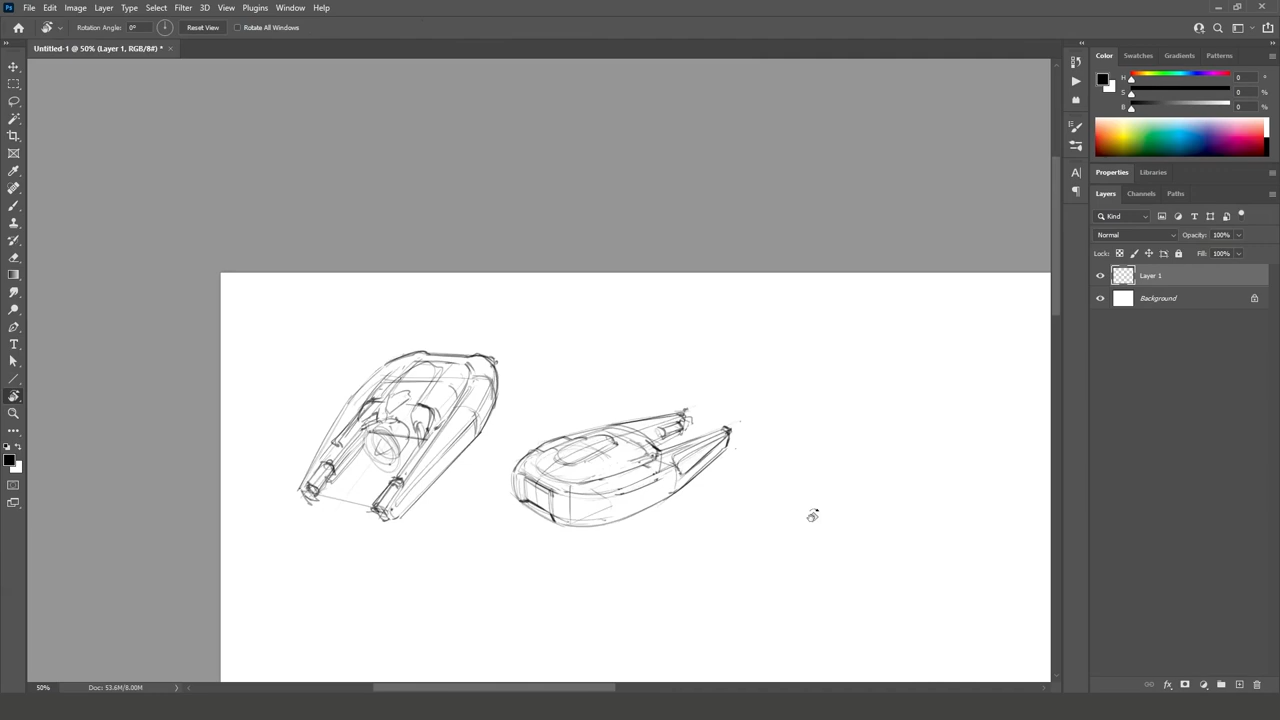 Ps File Edit Image Layer Type Select Filter 3D View Plugins Window Help
Rotation Angle: 0° Reset View Rotate All Windows
Untitled-1 @ 50% (Layer 1, RGB/8#) * ×
Color Swatches Gradients Patterns
H 0 °
S 0 %
B 0 %
Properties Libraries
Layers Channels Paths
Kind
Normal Opacity: 100%
Lock: Fill: 100%
Layer 1
Background
50% Doc: 53.6M/8.00M